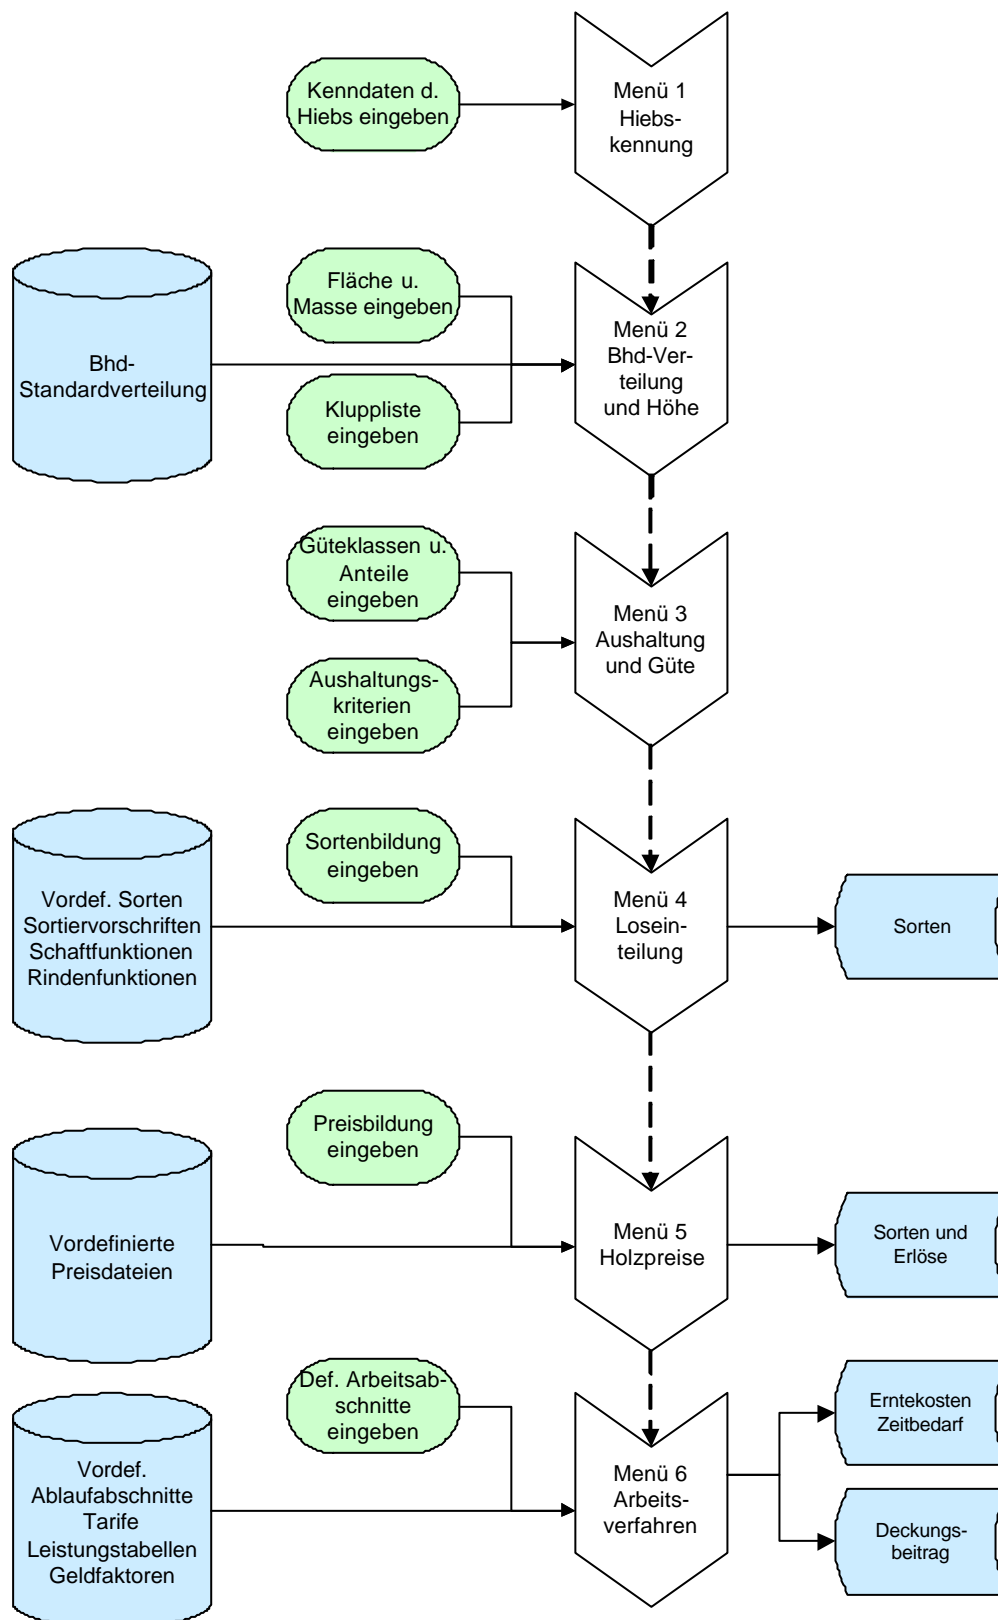 Kenndaten d.
Hiebs eingeben
Menü 1
Hiebs-
kennung
Bhd-
Standardverteilung
Fläche u.
Masse eingeben
Kluppliste
eingeben
Menü 2
Bhd-Ver-
teilung
und Höhe
Güteklassen u.
Anteile
eingeben
Aushaltungs-
kriterien
eingeben
Menü 3
Aushaltung
und Güte
Vordef. Sorten
Sortiervorschriften
Schaftfunktionen
Rindenfunktionen
Sortenbildung
eingeben
Menü 4
Losein-
teilung
Sorten
Vordefinierte
Preisdateien
Preisbildung
eingeben
Menü 5
Holzpreise
Sorten und
Erlöse
Vordef.
Ablaufabschnitte
Tarife
Leistungstabellen
Geldfaktoren
Def. Arbeitsab-
schnitte
eingeben
Menü 6
Arbeits-
verfahren
Erntekosten
Zeitbedarf
Deckungs-
beitrag